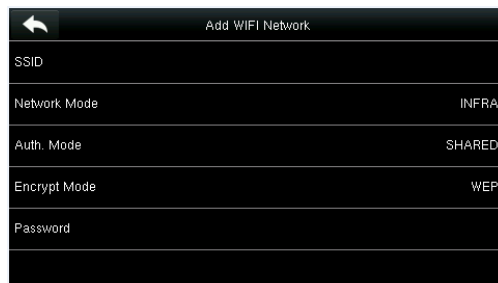 Add WIFI Network
SSID
Network Mode INFRA
Auth. Mode SHARED
Encrypt Mode WEP
Password